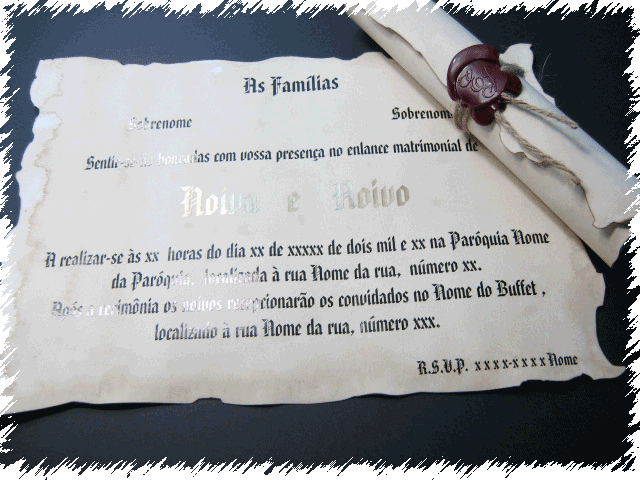 As Famílias
Sobrenome Sobrenome
Sentir-se-ão honradas com vossa presença no enlance matrimonial de
Noiva e Noivo
A realizar-se às xx horas do dia xx de xxxxx de dois mil e xx na Paróquia Nome
da Paróquia, localizada à rua Nome da rua, número xx.
Após a cerimônia os noivos recepcionarão os convidados no Nome do Buffet ,
localizado à rua Nome da rua, número xxx.
R.S.V.P. xxxx-xxxx Nome